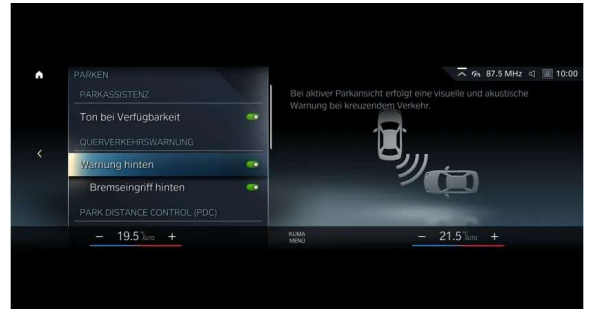 PARKEN
87.5 MHz
10:00
PARKASSISTENZ
Ton bei Verfügbarkeit
QUERVERKEHRSWARNUNG
Warnung hinten
Bremseingriff hinten
PARK DISTANCE CONTROL (PDC)
Bei aktiver Parkansicht erfolgt eine visuelle und akustische
Warnung bei kreuzendem Verkehr.
− 19.5 °C AUTO +
KLIMA
MENÜ
− 21.5 °C AUTO +